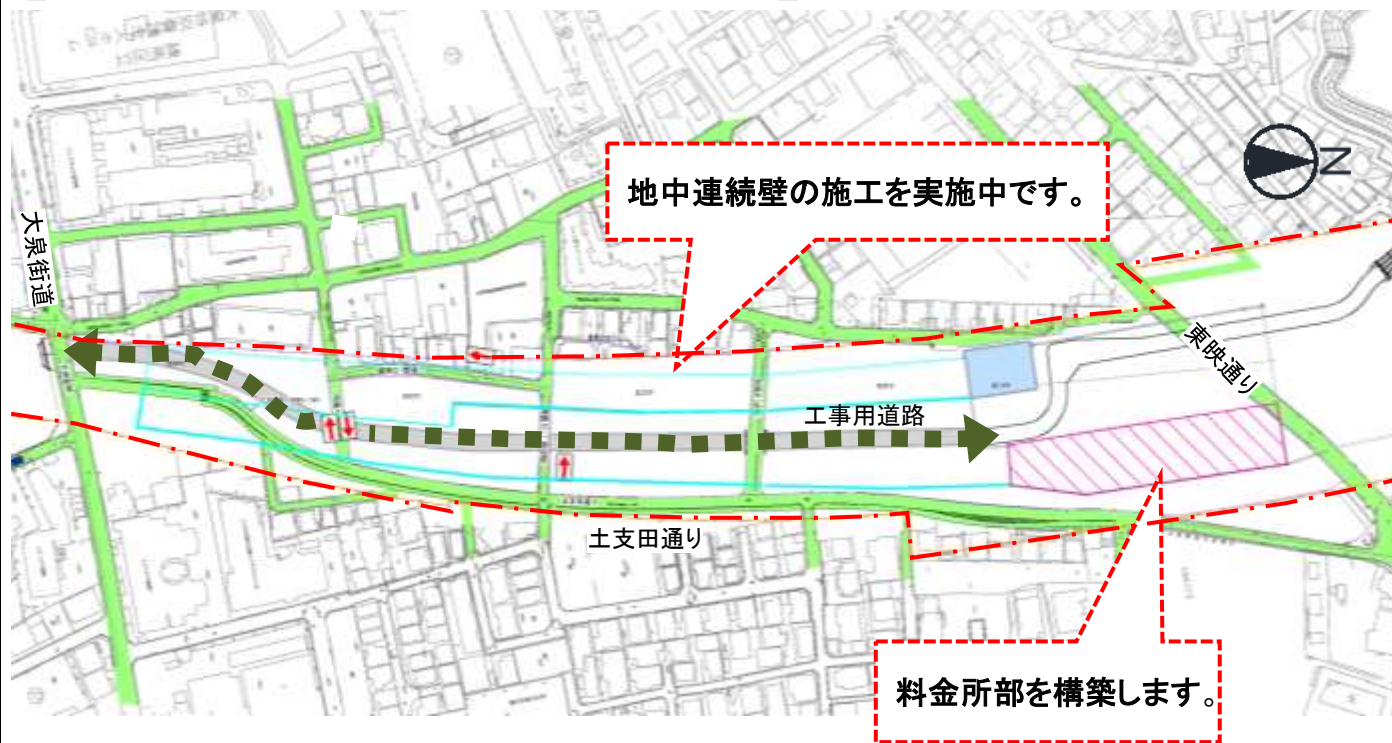 地中連続壁の施工を実施中です。
N
大泉街道
東映通り
工事用道路
土支田通り
料金所部を構築します。